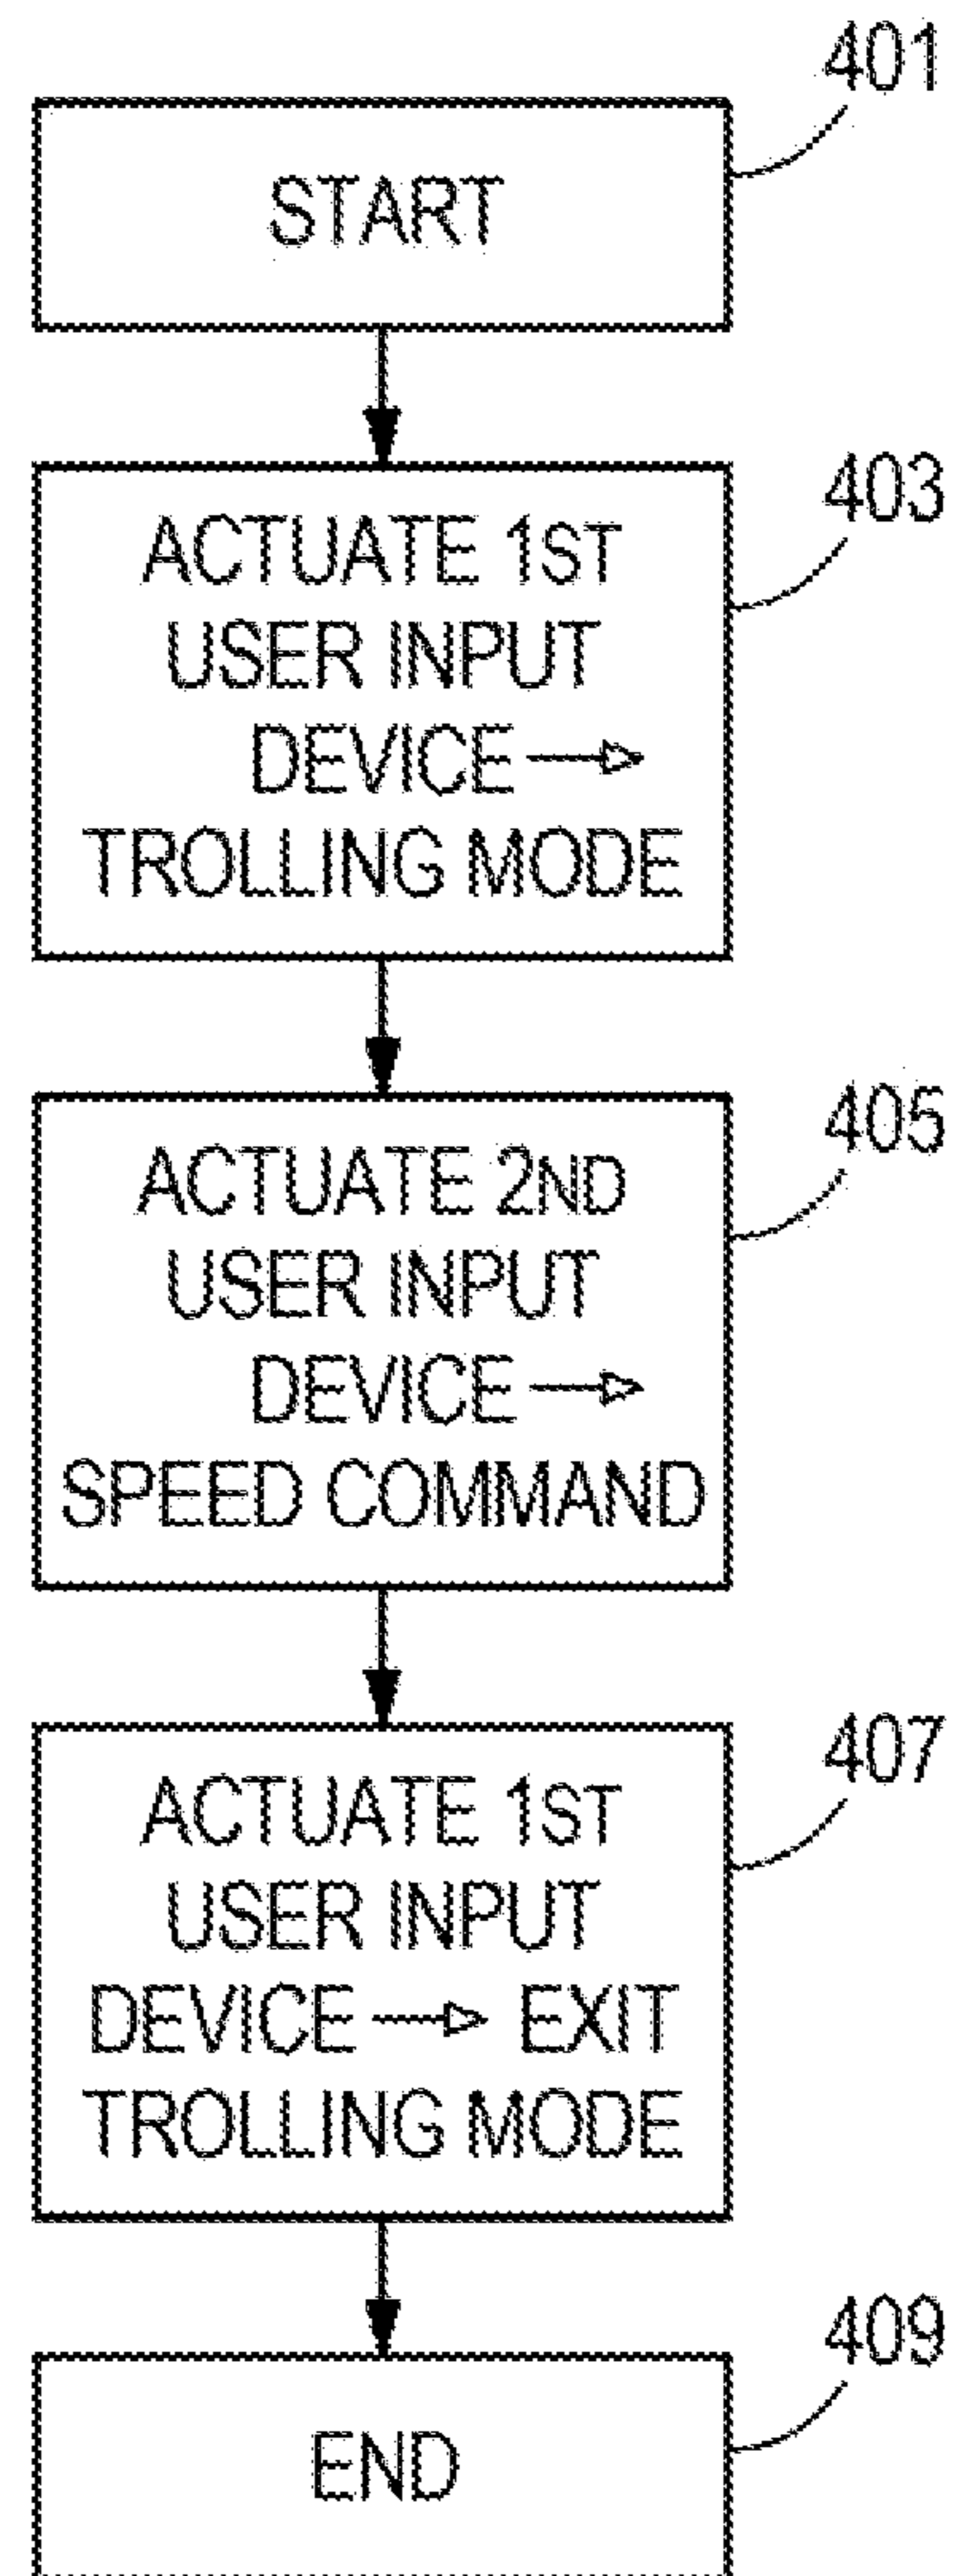 401
START
403
ACTUATE 1ST
USER INPUT
DEVICE →
TROLLING MODE
405
ACTUATE 2ND
USER INPUT
DEVICE →
SPEED COMMAND
407
ACTUATE 1ST
USER INPUT
DEVICE → EXIT
TROLLING MODE
409
END